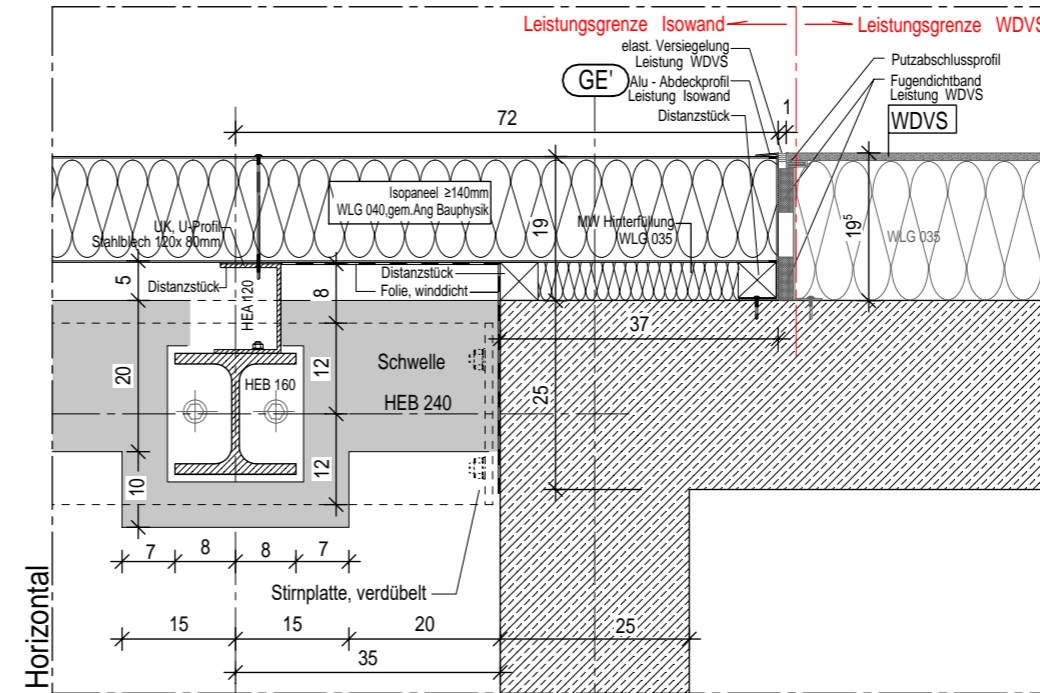 Leistungsgrenze Isowand
Leistungsgrenze WDVS
elast. Versiegelung
Leistung WDVS
Alu - Abdeckprofil
Leistung Isowand
Distanzstück
GE'
Putzabschlussprofil
Fugendichtband
Leistung WDVS
WDVS
72
1
Isopaneel ≥140mm
WLG 040,gem.Ang Bauphysik
UK, U-Profil
Stahlblech 120x 80mm
MW Hinterfüllung
WLG 035
19
19⁵
WLG 035
5
Distanzstück
HEA 120
Distanzstück
Folie, winddicht
8
37
20
12
Schwelle
HEB 240
HEB 160
25
10
12
7
8
8
7
Stirnplatte, verdübelt
15
15
20
25
35
Horizontal